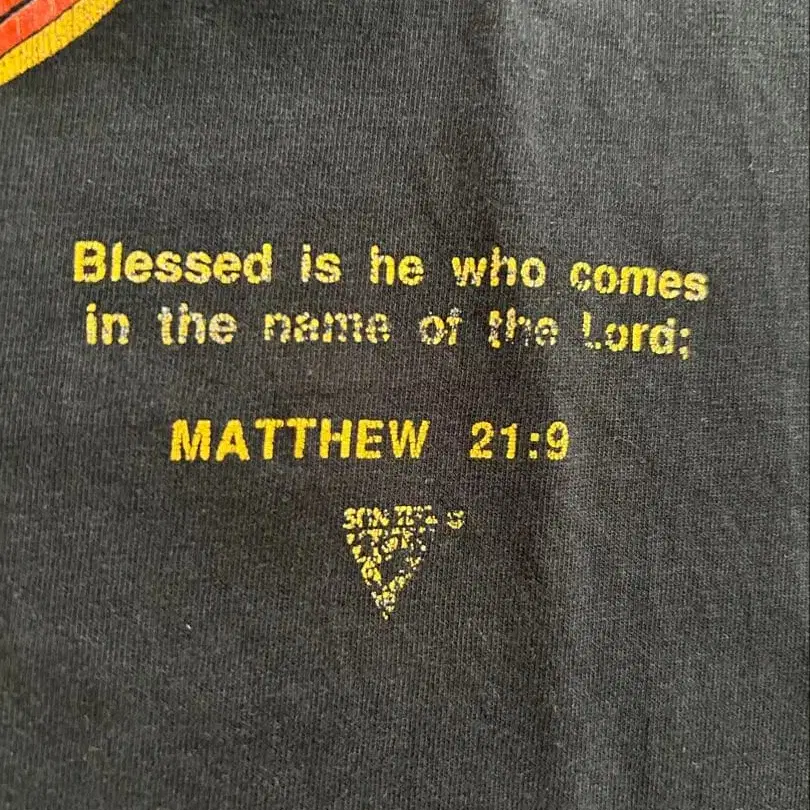 Blessed is he who comes
in the name of the Lord;
MATTHEW 21:9